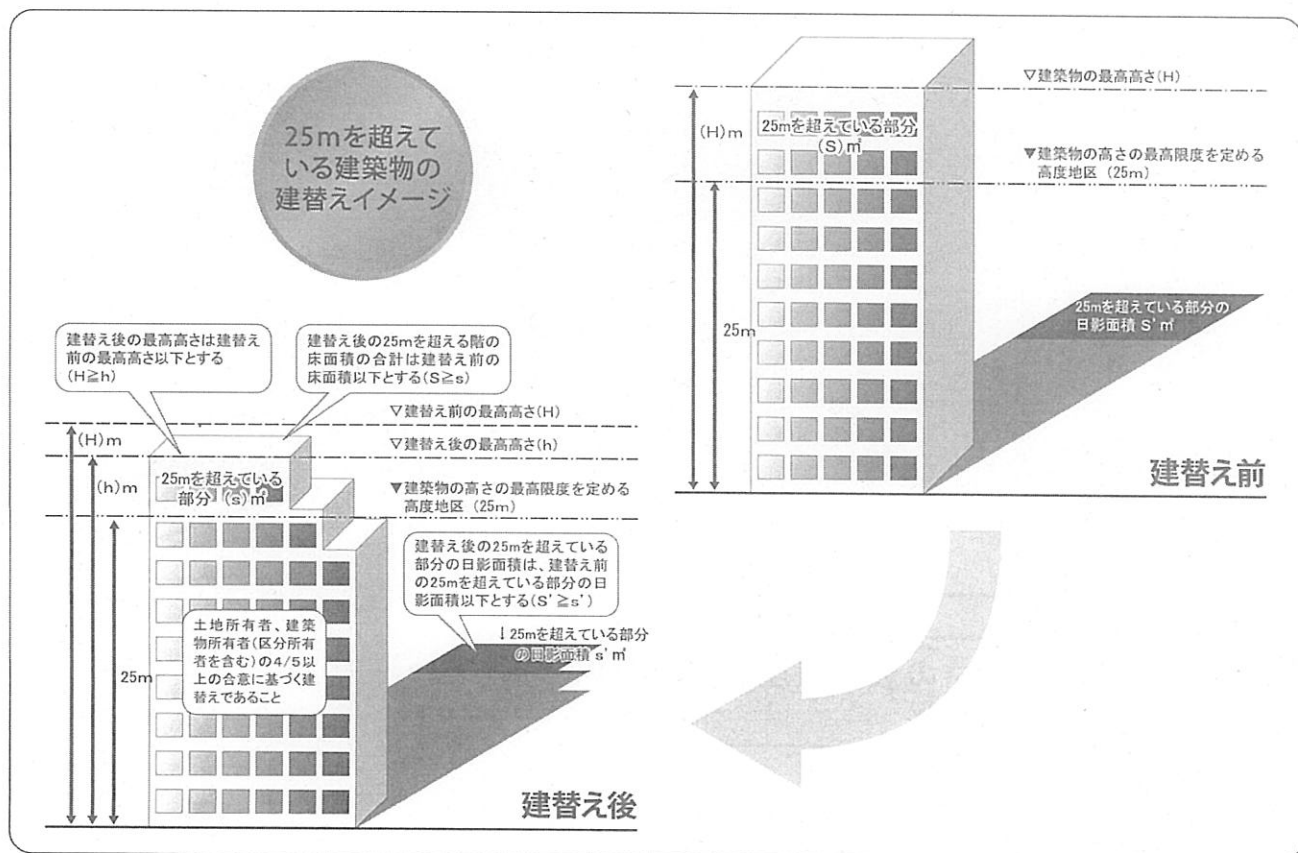 25mを超えて
いる建築物の
建替えイメージ
▽建築物の最高高さ(H)
(H)m
25mを超えている部分
(S)㎡
▼建築物の高さの最高限度を定める
高度地区（25m）
25m
25mを超えている部分の
日影面積 S'㎡
建替え前
建替え後の最高高さは建替え
前の最高高さ以下とする
(H≧h)
建替え後の25mを超える階の
床面積の合計は建替え前の
床面積以下とする(S≧s)
▽建替え前の最高高さ(H)
(H)m
▽建替え後の最高高さ(h)
(h)m
25mを超えている
部分 (s)㎡
▼建築物の高さの最高限度を定める
高度地区（25m）
建替え後の25mを超えている
部分の日影面積は、建替え前
の25mを超えている部分の日
影面積以下とする(S'≧s')
土地所有者、建築
物所有者(区分所有
者を含む)の4/5以
上の合意に基づく建
替えであること
25m
↓25mを超えている部分
の日影面積 s'㎡
建替え後